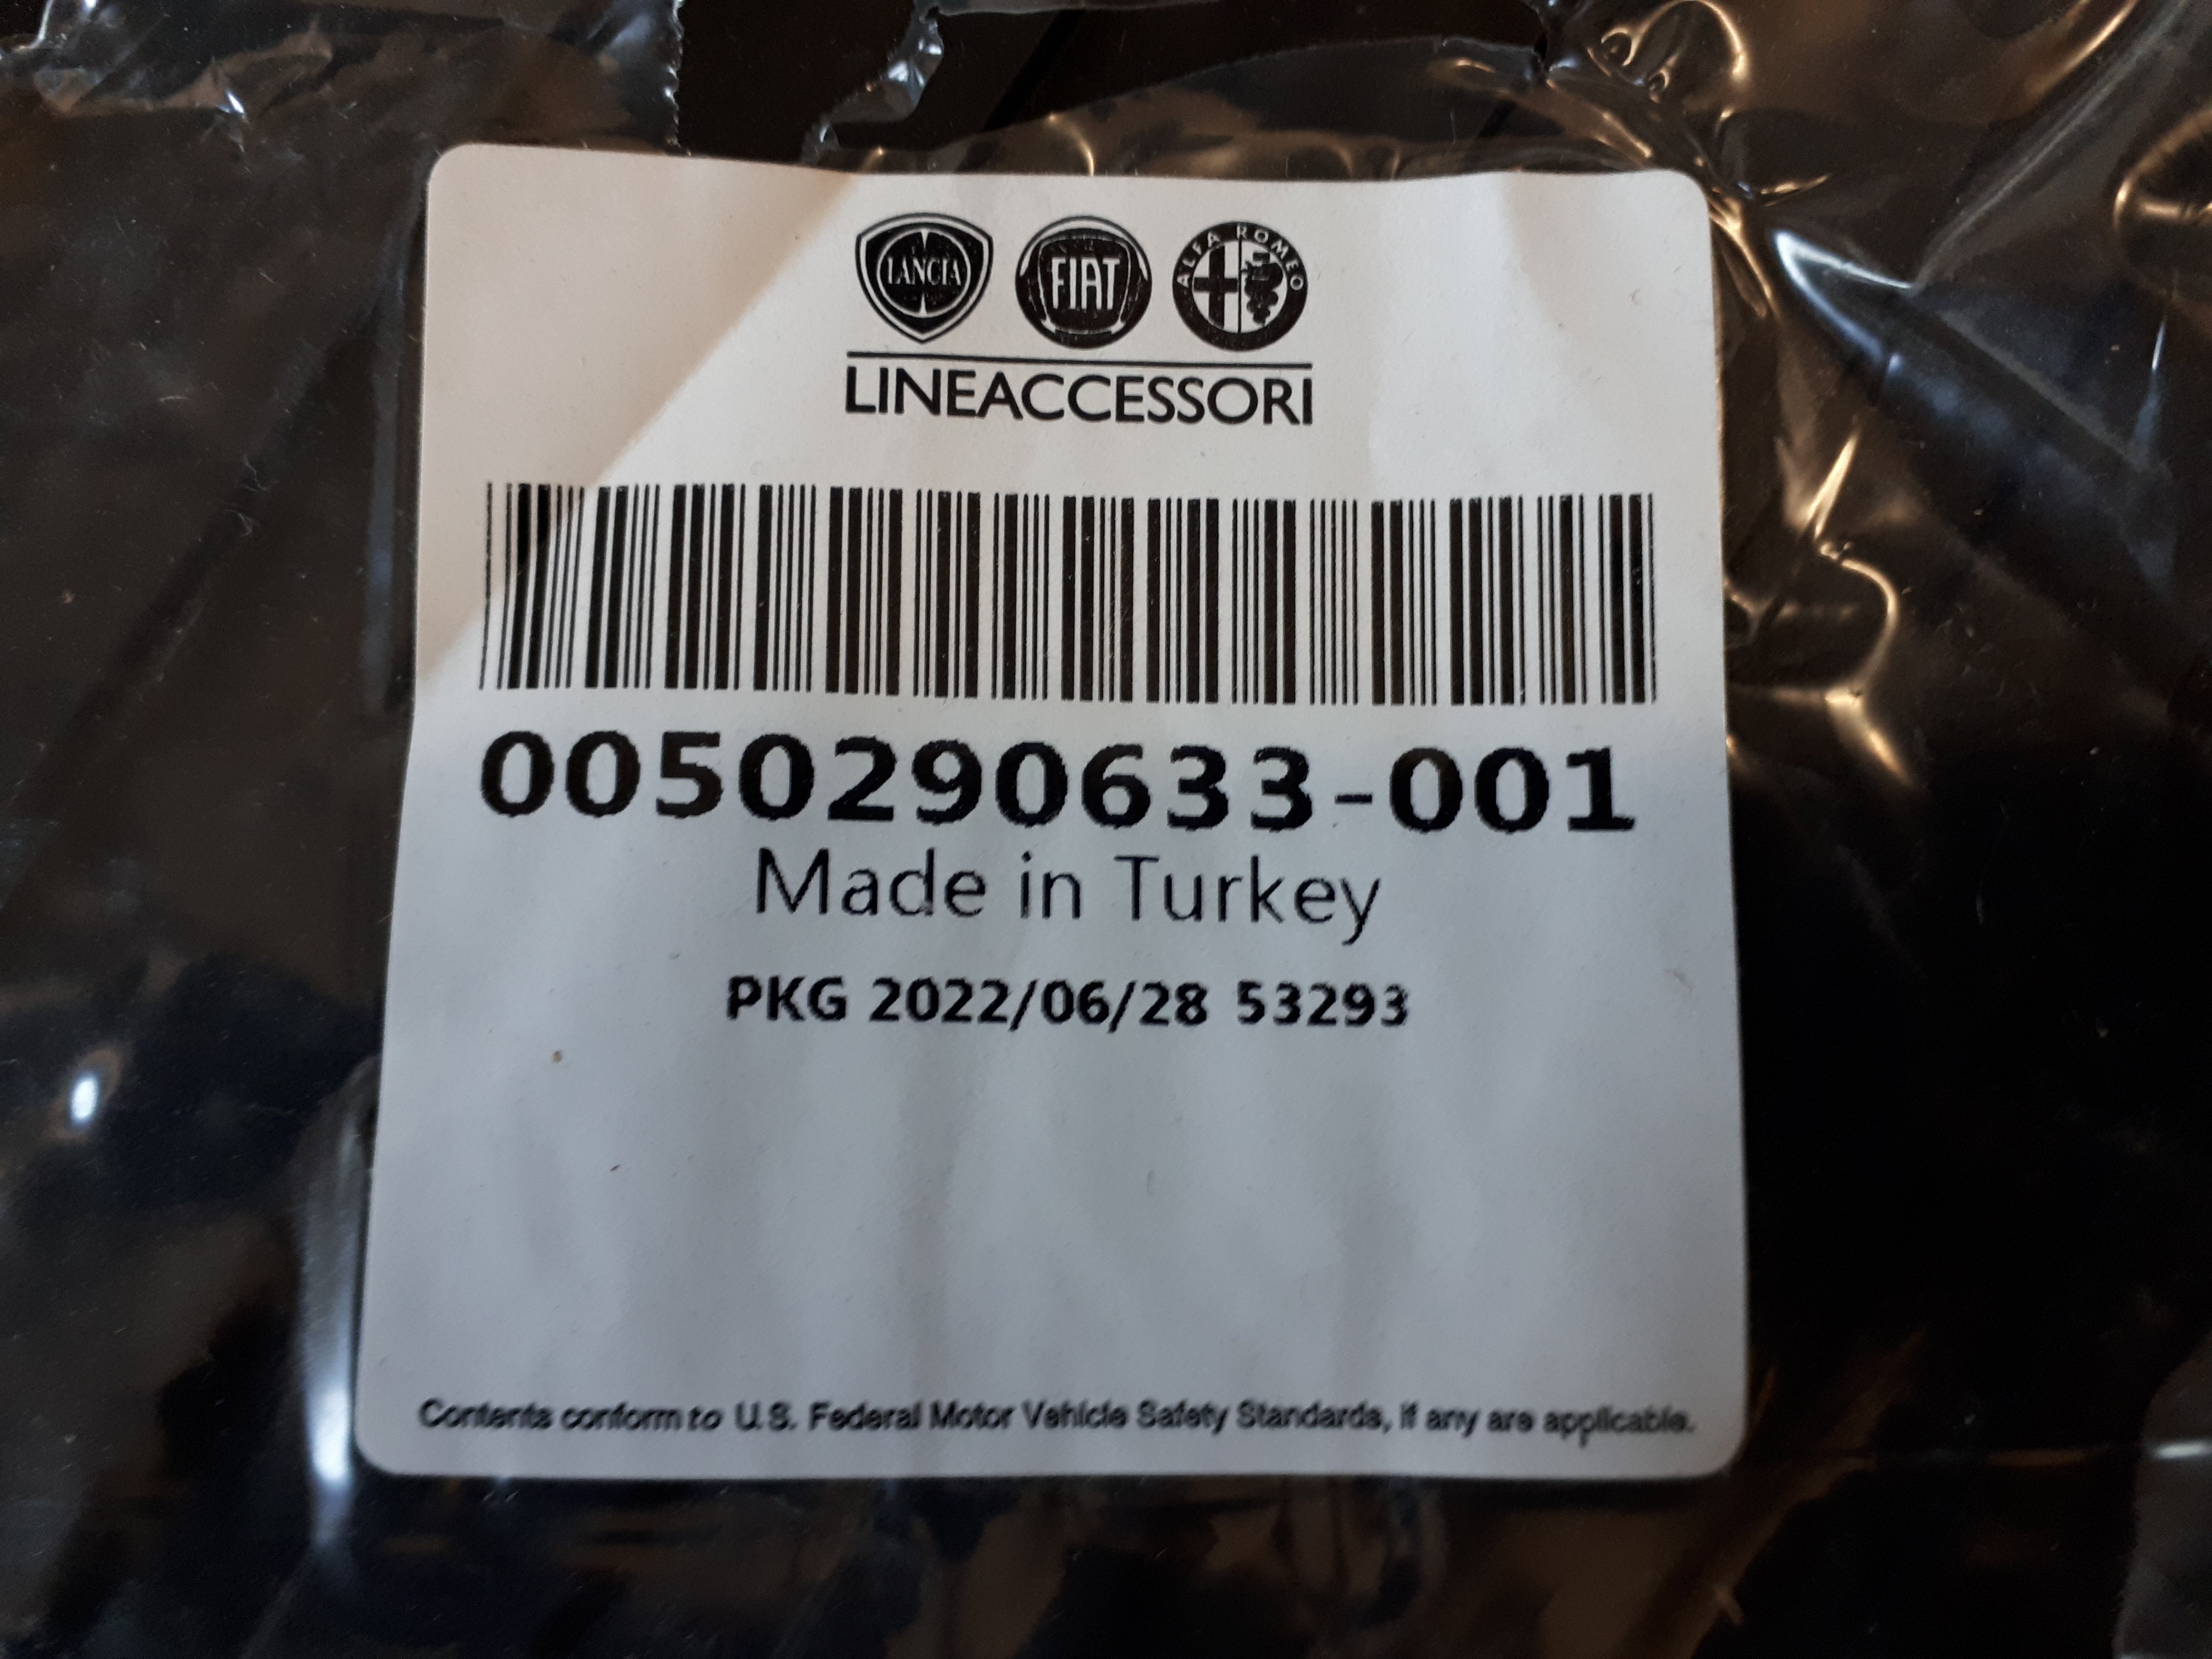 LANCIA
FIAT
ALFA ROMEO
LINEACCESSORI
0050290633-001
Made in Turkey
PKG 2022/06/28 53293
Contents conform to U.S. Federal Motor Vehicle Safety Standards, if any are applicable.